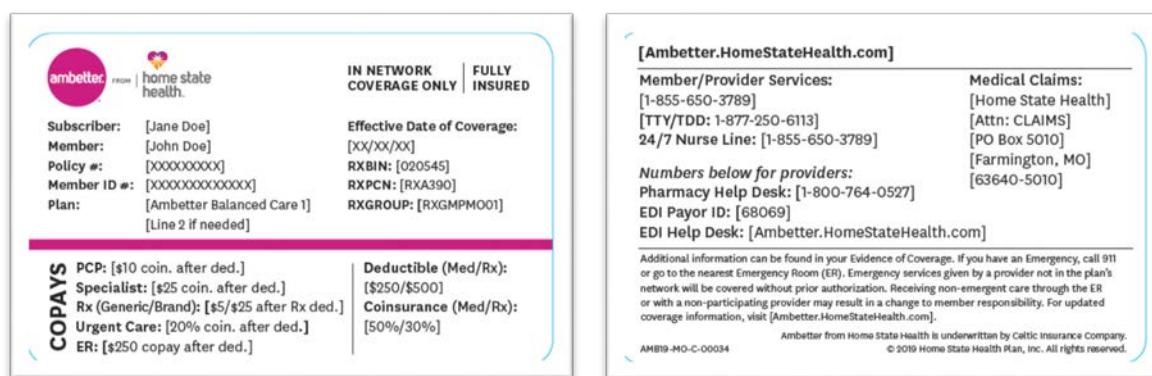 ambetter.
FROM
home state
health.
IN NETWORK
COVERAGE ONLY
FULLY
INSURED
Subscriber: [Jane Doe]
Member: [John Doe]
Policy #: [XXXXXXXXX]
Member ID #: [XXXXXXXXXXXXX]
Plan: [Ambetter Balanced Care 1]
[Line 2 if needed]
Effective Date of Coverage:
[XX/XX/XX]
RXBIN: [020545]
RXPCN: [RXA390]
RXGROUP: [RXGMPMO01]
COPAYS
PCP: [$10 coin. after ded.]
Specialist: [$25 coin. after ded.]
Rx (Generic/Brand): [$5/$25 after Rx ded.]
Urgent Care: [20% coin. after ded.]
ER: [$250 copay after ded.]
Deductible (Med/Rx):
[$250/$500]
Coinsurance (Med/Rx):
[50%/30%]
[Ambetter.HomeStateHealth.com]
Member/Provider Services:
[1-855-650-3789]
[TTY/TDD: 1-877-250-6113]
24/7 Nurse Line: [1-855-650-3789]
Numbers below for providers:
Pharmacy Help Desk: [1-800-764-0527]
EDI Payor ID: [68069]
EDI Help Desk: [Ambetter.HomeStateHealth.com]
Medical Claims:
[Home State Health]
[Attn: CLAIMS]
[PO Box 5010]
[Farmington, MO]
[63640-5010]
Additional information can be found in your Evidence of Coverage. If you have an Emergency, call 911
or go to the nearest Emergency Room (ER). Emergency services given by a provider not in the plan's
network will be covered without prior authorization. Receiving non-emergent care through the ER
or with a non-participating provider may result in a change to member responsibility. For updated
coverage information, visit [Ambetter.HomeStateHealth.com].
Ambetter from Home State Health is underwritten by Celtic Insurance Company.
AMB19-MO-C-00034
© 2019 Home State Health Plan, Inc. All rights reserved.